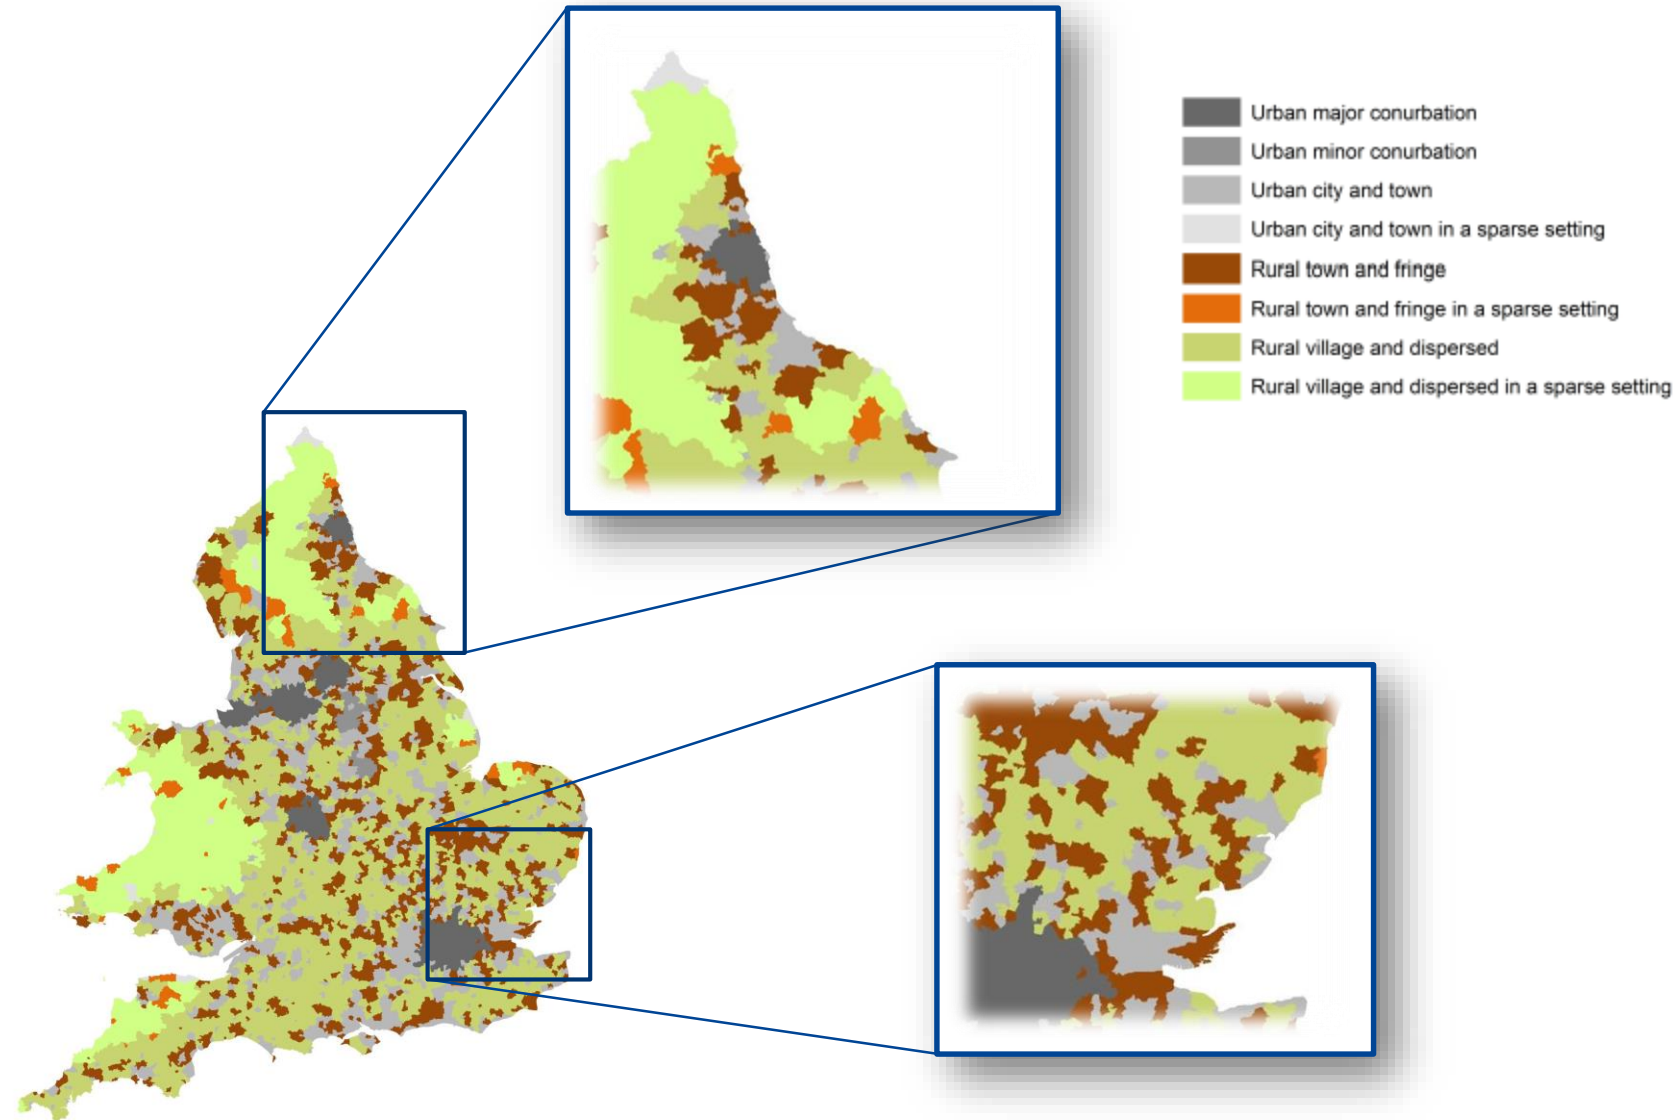 Urban major conurbation
Urban minor conurbation
Urban city and town
Urban city and town in a sparse setting
Rural town and fringe
Rural town and fringe in a sparse setting
Rural village and dispersed
Rural village and dispersed in a sparse setting